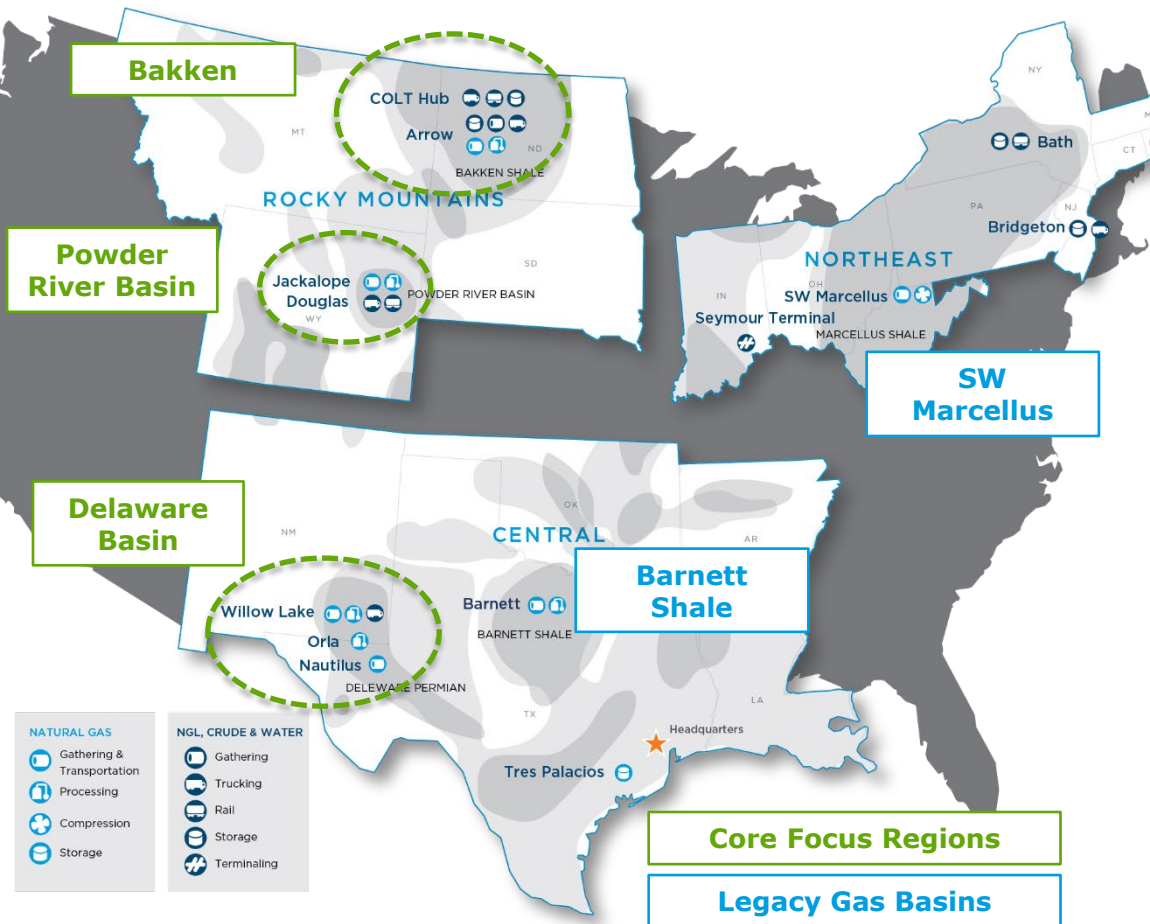 Bakken
COLT Hub
Arrow
MT
ND
BAKKEN SHALE
ROCKY MOUNTAINS
Powder
River Basin
Jackalope
Douglas
POWDER RIVER BASIN
SD
WY
NY
Bath
CT
PA
NJ
Bridgeton
NORTHEAST
OH
IN
SW Marcellus
Seymour Terminal
MARCELLUS SHALE
SW
Marcellus
Delaware
Basin
NM
OK
CENTRAL
AR
Barnett
Shale
Willow Lake
Orla
Nautilus
DELEWARE PERMIAN
Barnett
BARNETT SHALE
TX
LA
Headquarters
Tres Palacios
NATURAL GAS
Gathering &
Transportation
Processing
Compression
Storage
NGL, CRUDE & WATER
Gathering
Trucking
Rail
Storage
Terminaling
Core Focus Regions
Legacy Gas Basins